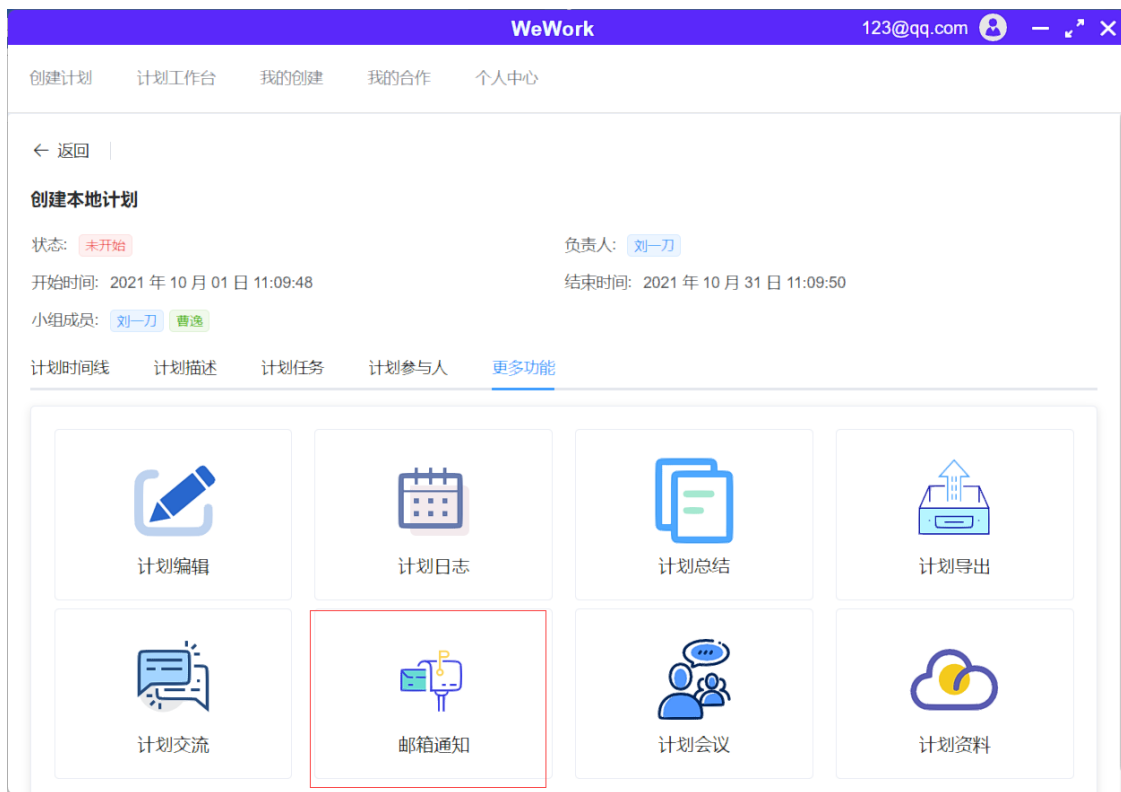 WeWork 123@qq.com
创建计划 计划工作台 我的创建 我的合作 个人中心
← 返回
创建本地计划
状态: 未开始 负责人: 刘一刀
开始时间: 2021 年 10 月 01 日 11:09:48 结束时间: 2021 年 10 月 31 日 11:09:50
小组成员: 刘一刀 曹逸
计划时间线 计划描述 计划任务 计划参与人 更多功能
计划编辑 计划日志 计划总结 计划导出
计划交流 邮箱通知 计划会议 计划资料